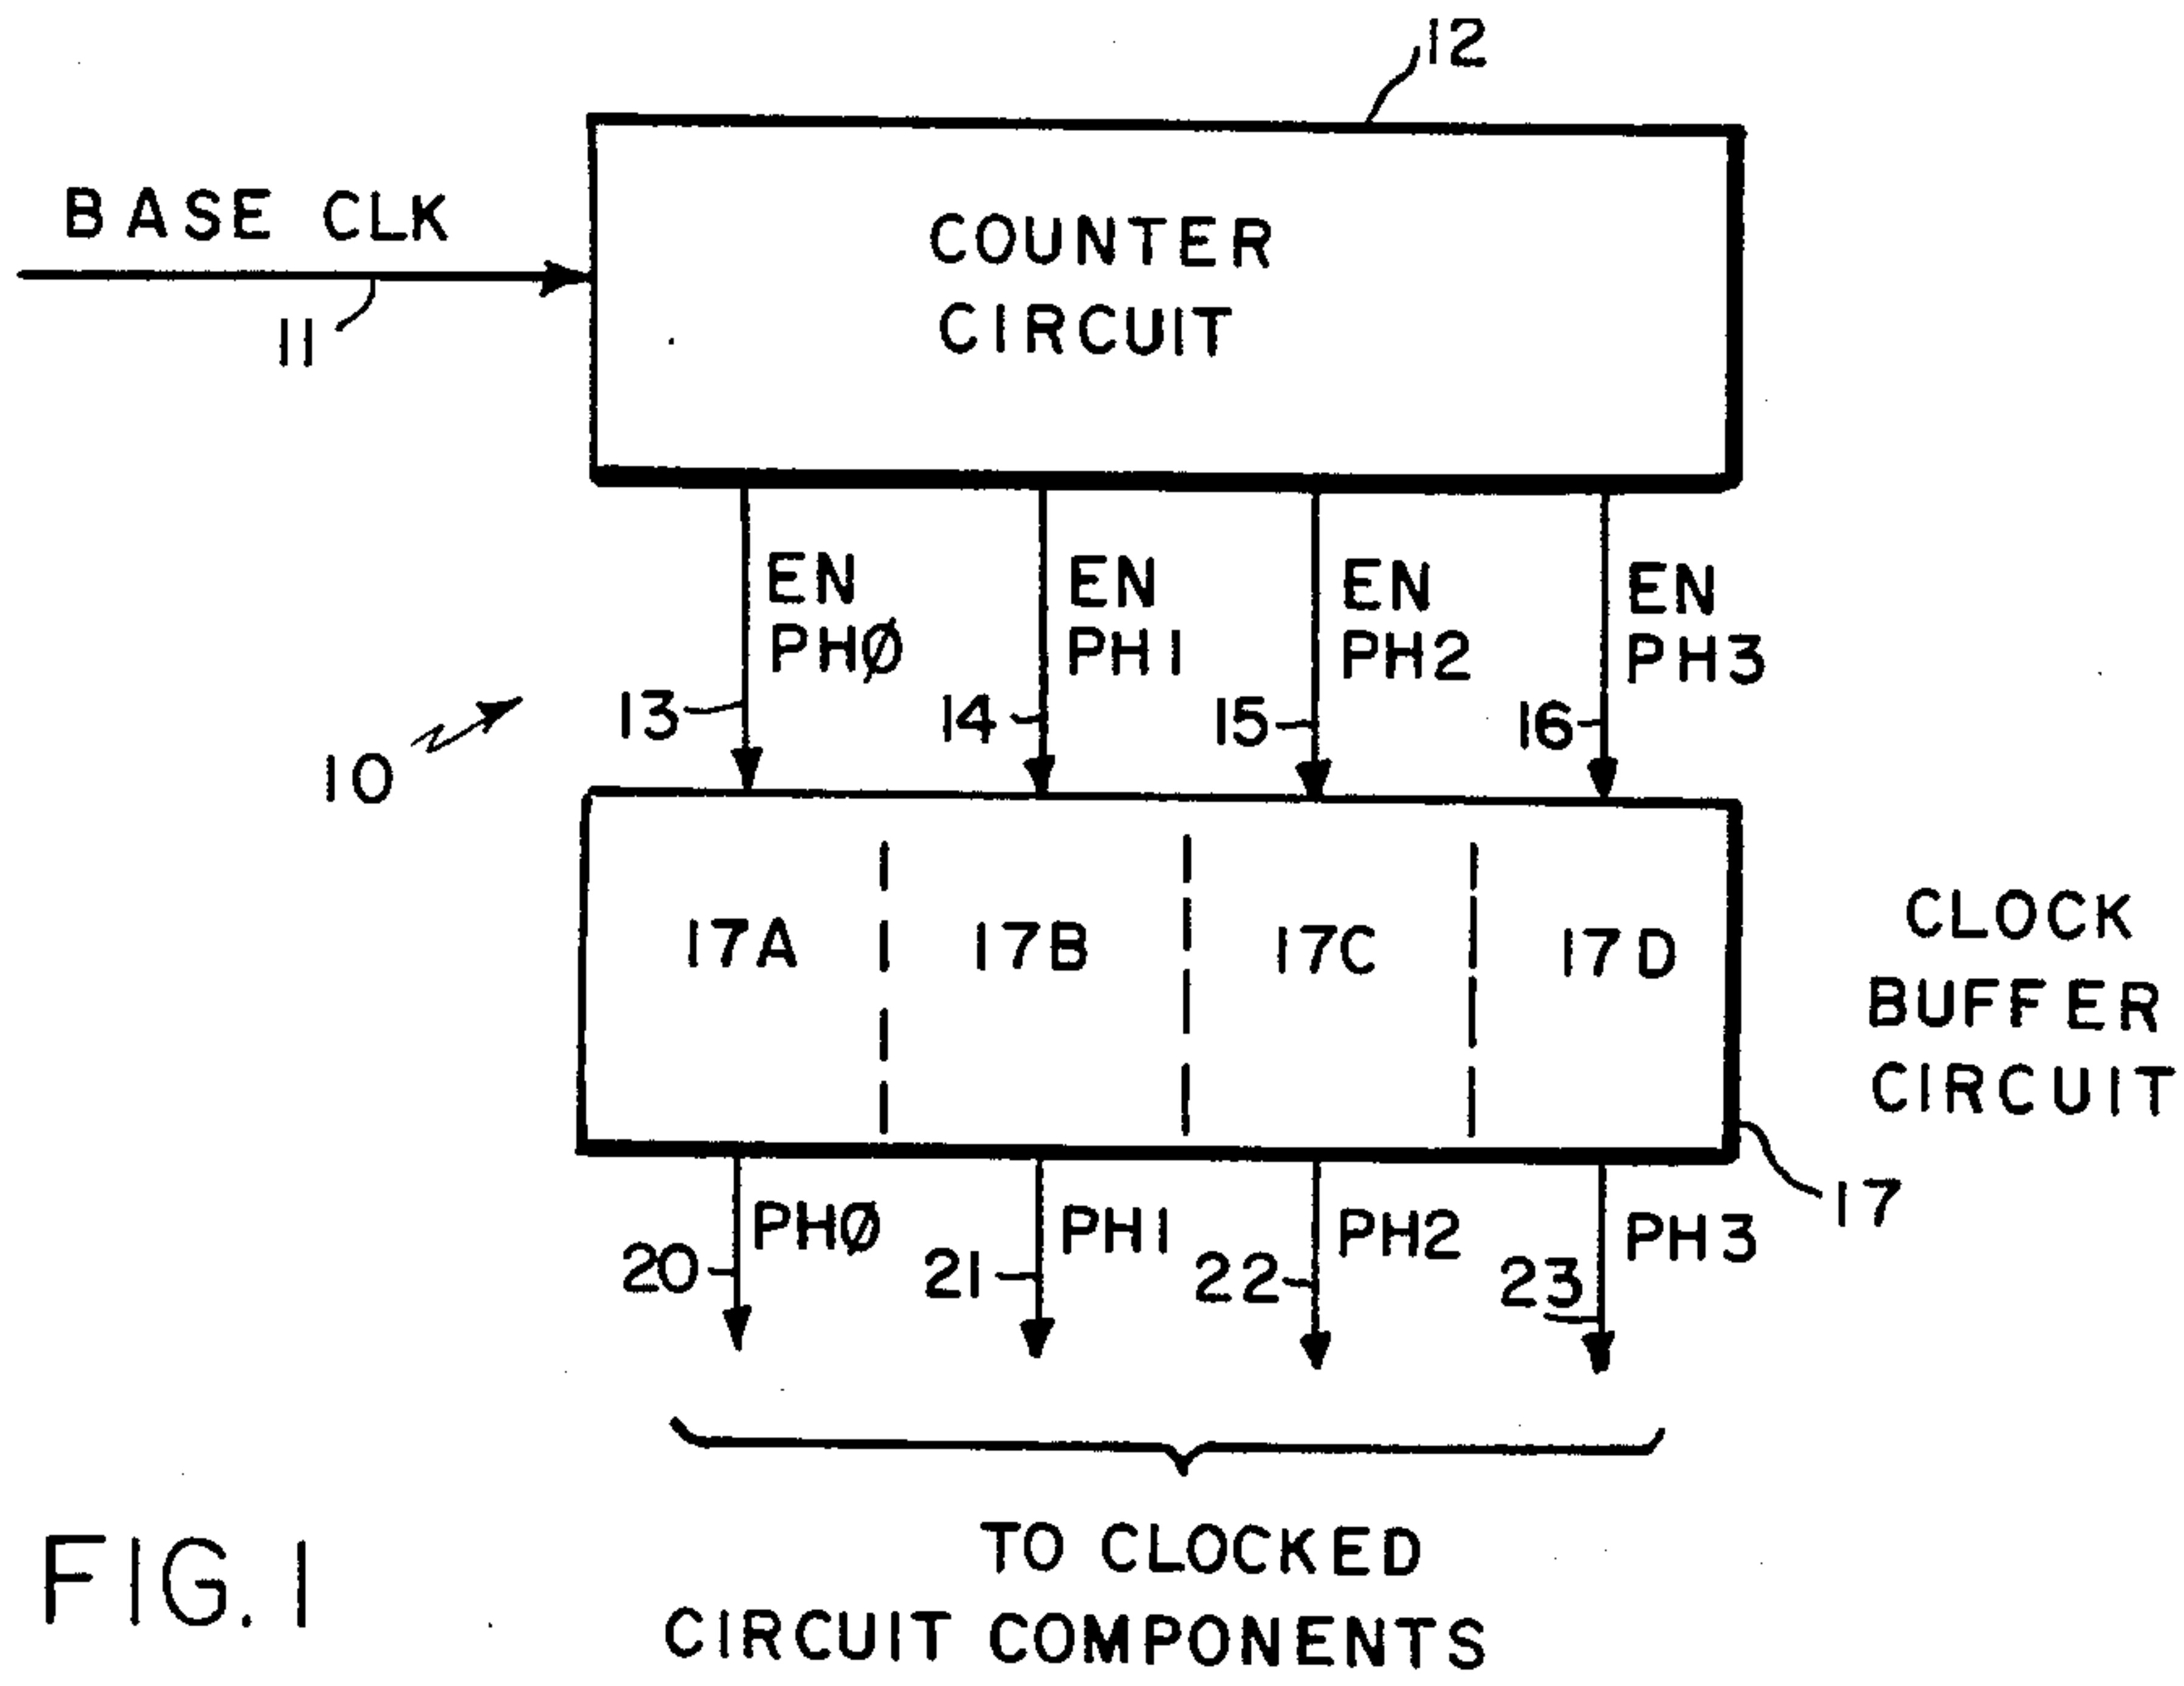 12
BASE CLK
11
COUNTER
CIRCUIT
EN
PHØ
EN
PH1
EN
PH2
EN
PH3
13
14
15
16
10
17A
17B
17C
17D
CLOCK
BUFFER
CIRCUIT
17
PHØ
PH1
PH2
PH3
20
21
22
23
TO CLOCKED
CIRCUIT COMPONENTS
FIG. 1